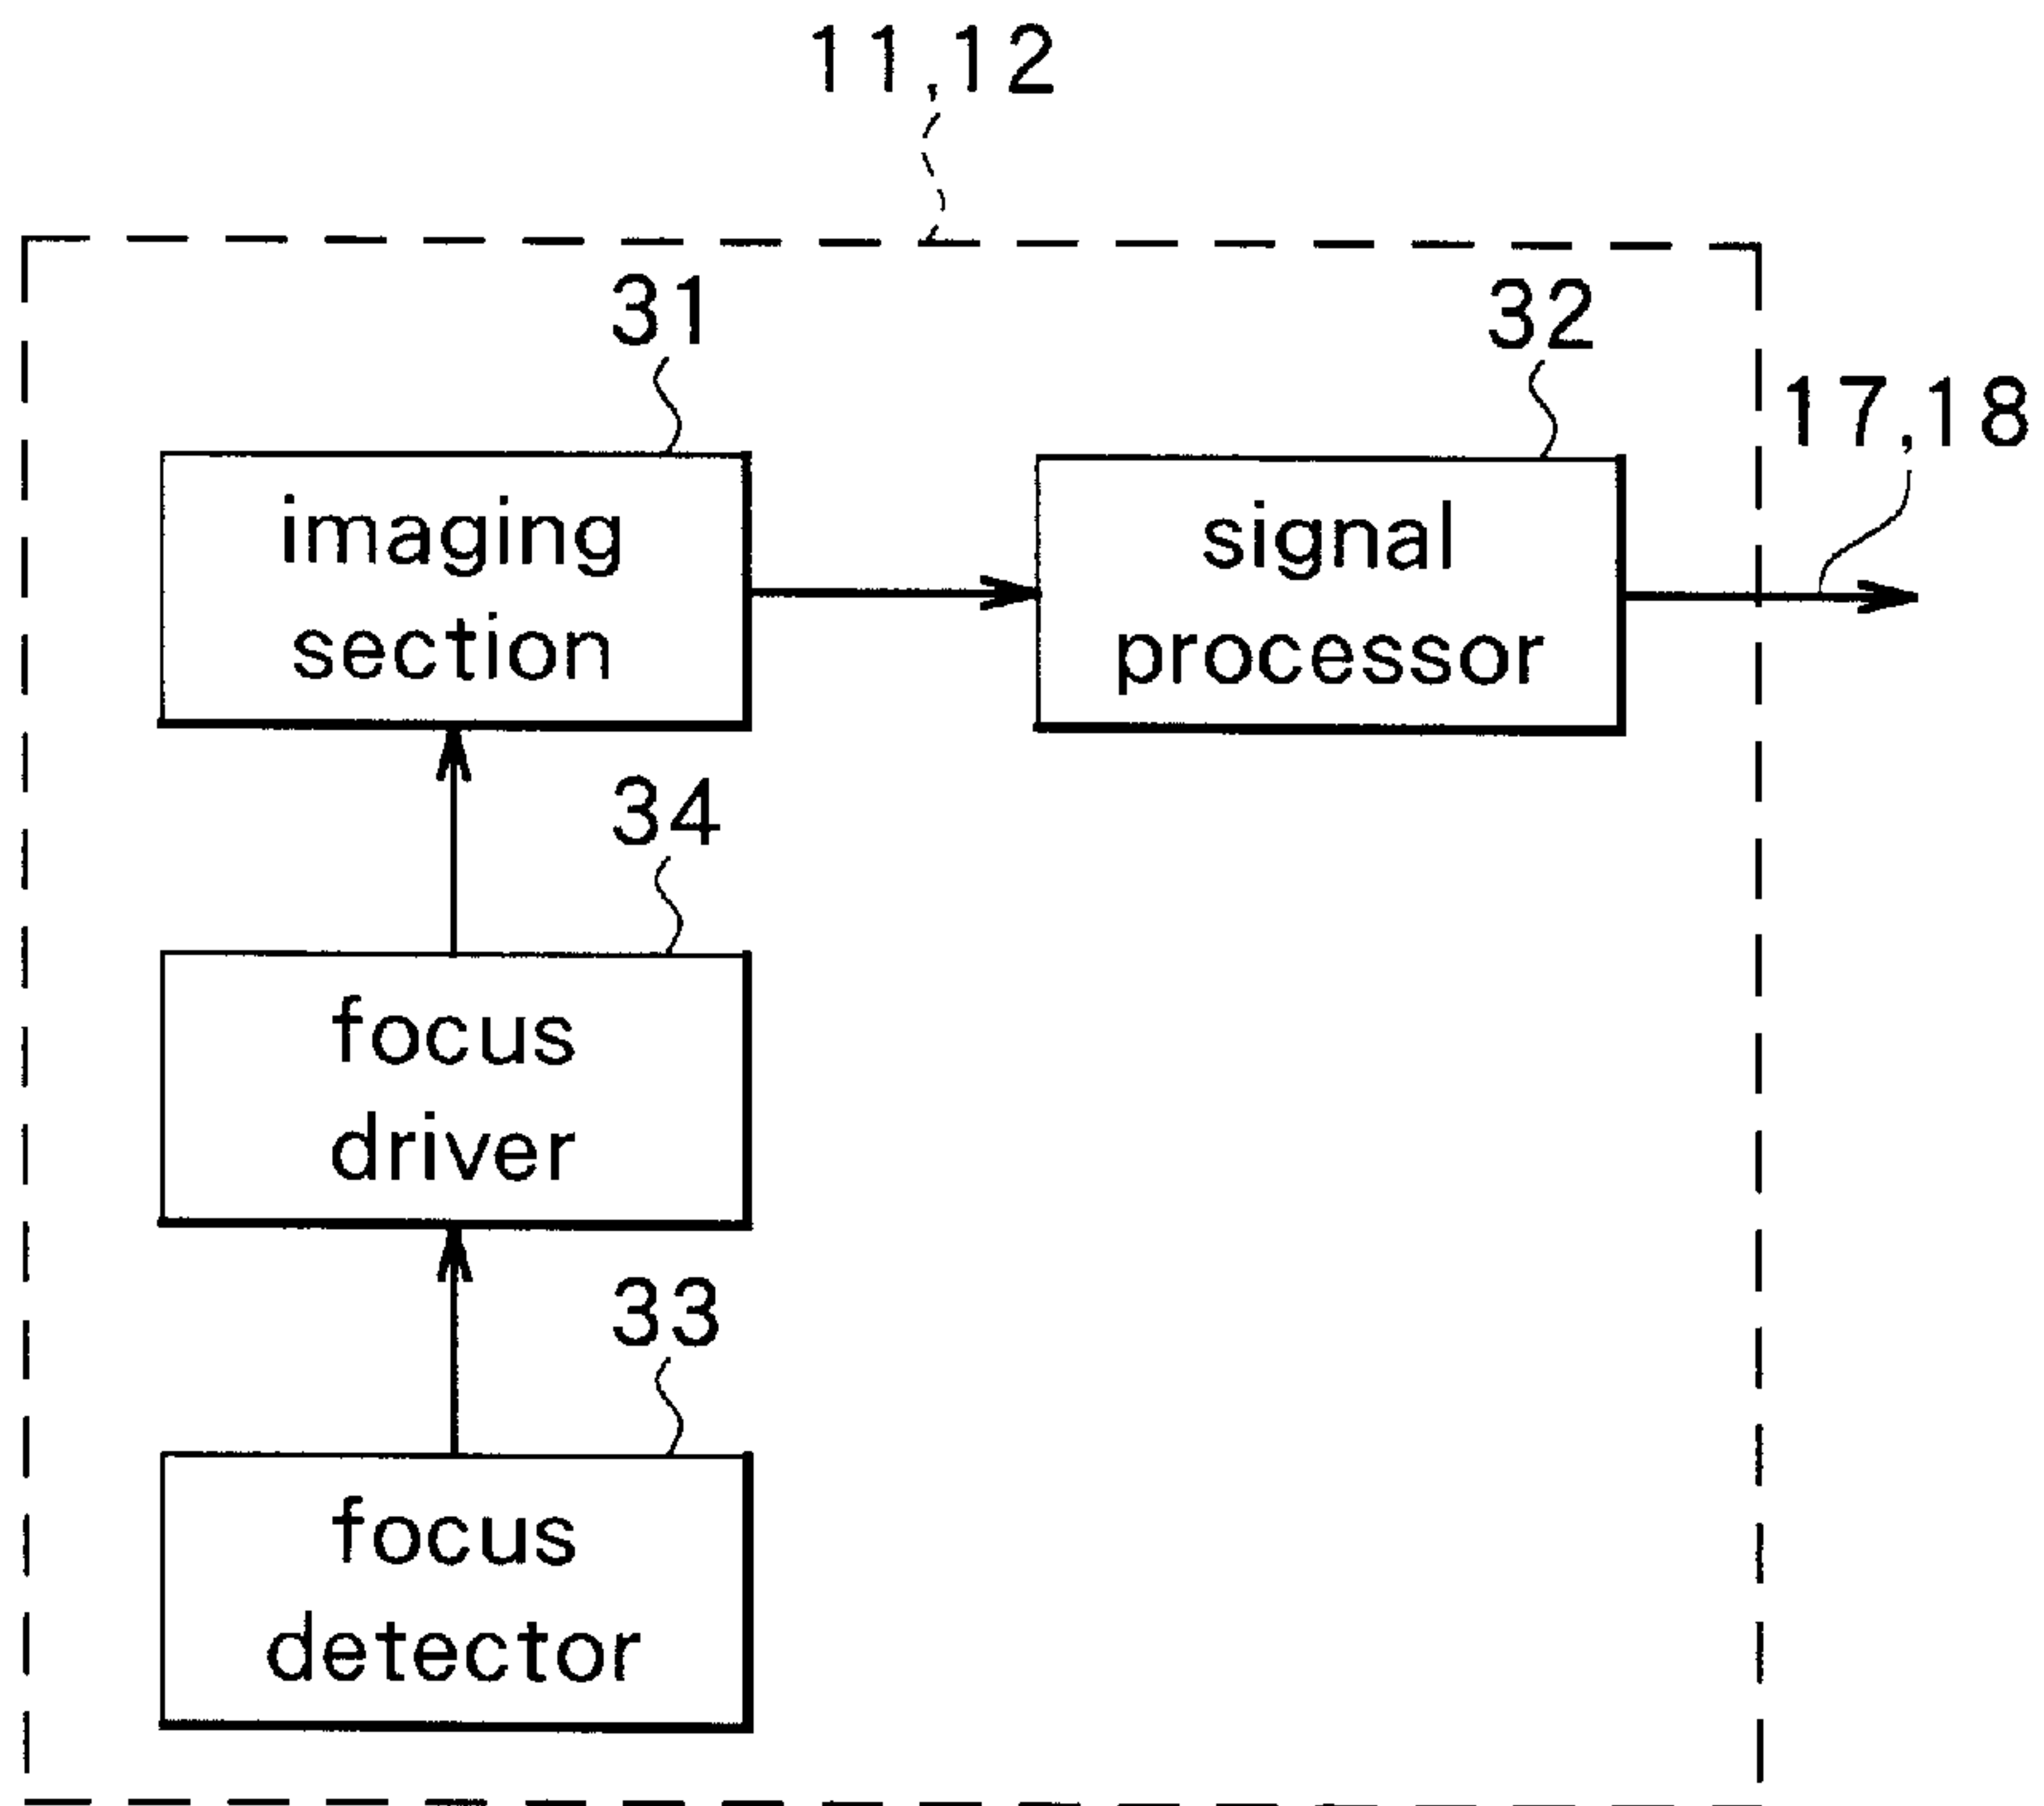 11,12
31
32
17,18
imaging
section
signal
processor
34
focus
driver
33
focus
detector